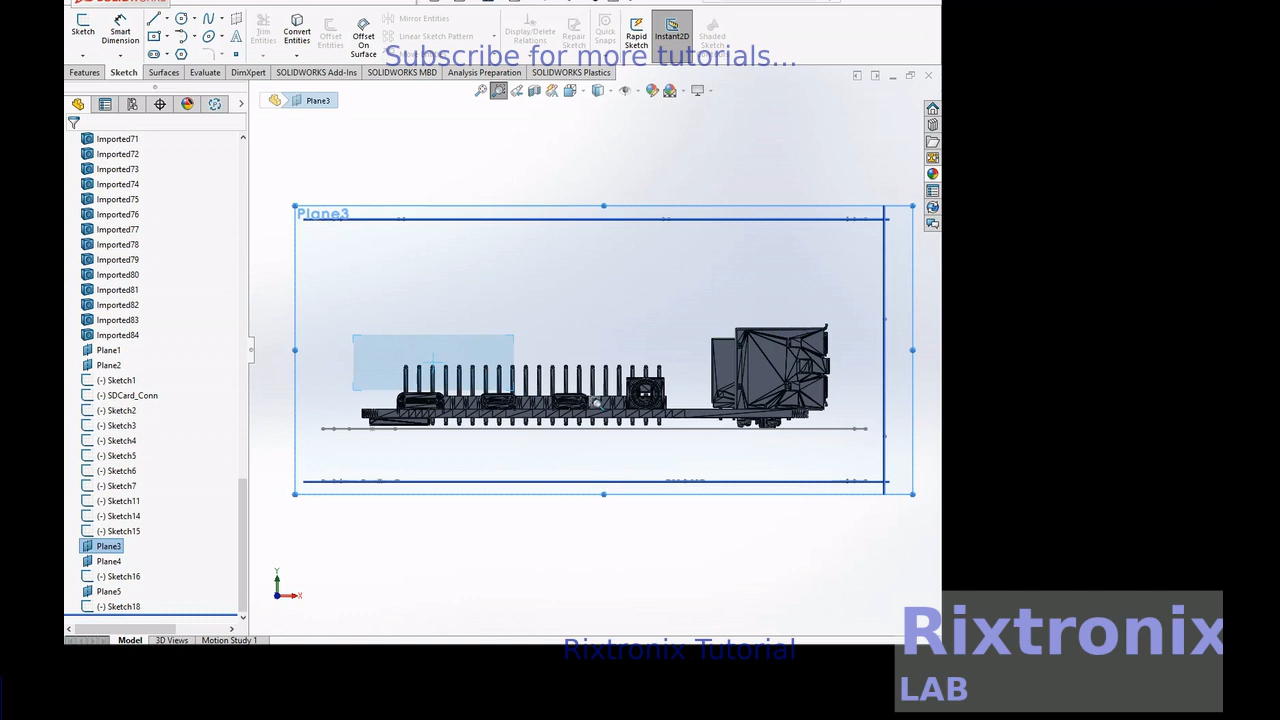 SOLIDWORKS
Sketch
Smart Dimension
Trim Entities
Convert Entities
Offset Entities
Offset On Surface
Mirror Entities
Linear Sketch Pattern
Display/Delete Relations
Repair Sketch
Quick Snaps
Rapid Sketch
Instant2D
Shaded Sketch
Subscribe for more tutorials...
Features
Sketch
Surfaces
Evaluate
DimXpert
SOLIDWORKS Add-Ins
SOLIDWORKS MBD
Analysis Preparation
SOLIDWORKS Plastics
Plane3
Imported71
Imported72
Imported73
Imported74
Imported75
Imported76
Imported77
Imported78
Imported79
Imported80
Imported81
Imported82
Imported83
Imported84
Plane1
Plane2
(-) Sketch1
(-) SDCard_Conn
(-) Sketch2
(-) Sketch3
(-) Sketch4
(-) Sketch5
(-) Sketch6
(-) Sketch7
(-) Sketch11
(-) Sketch14
(-) Sketch15
Plane3
Plane4
(-) Sketch16
Plane5
(-) Sketch18
Plane3
Y
X
Model
3D Views
Motion Study 1
Rixtronix Tutorial
Rixtronix
LAB